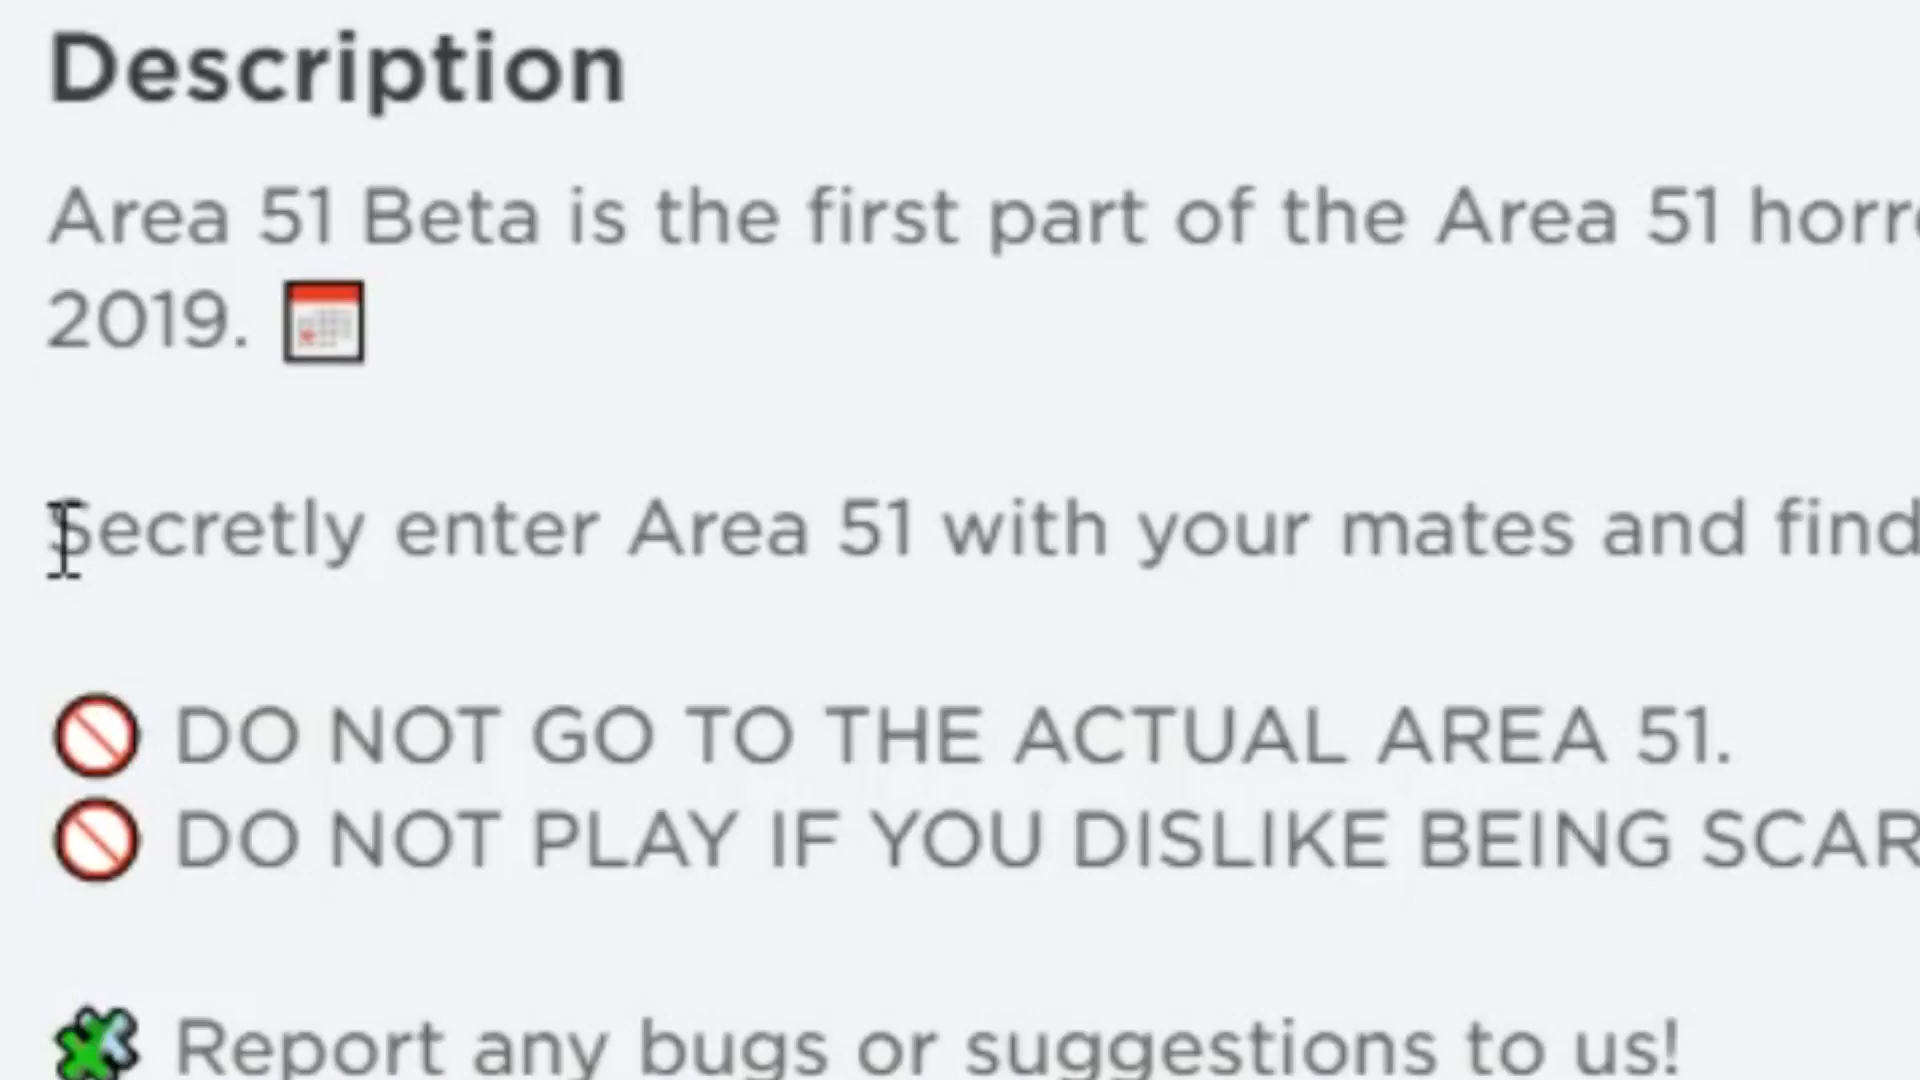 Description
Area 51 Beta is the first part of the Area 51
2019.
Secretly enter Area 51 with your mates and find
DO NOT GO TO THE ACTUAL AREA 51.
DO NOT PLAY IF YOU DISLIKE BEING
Report any bugs or suggestions to us!